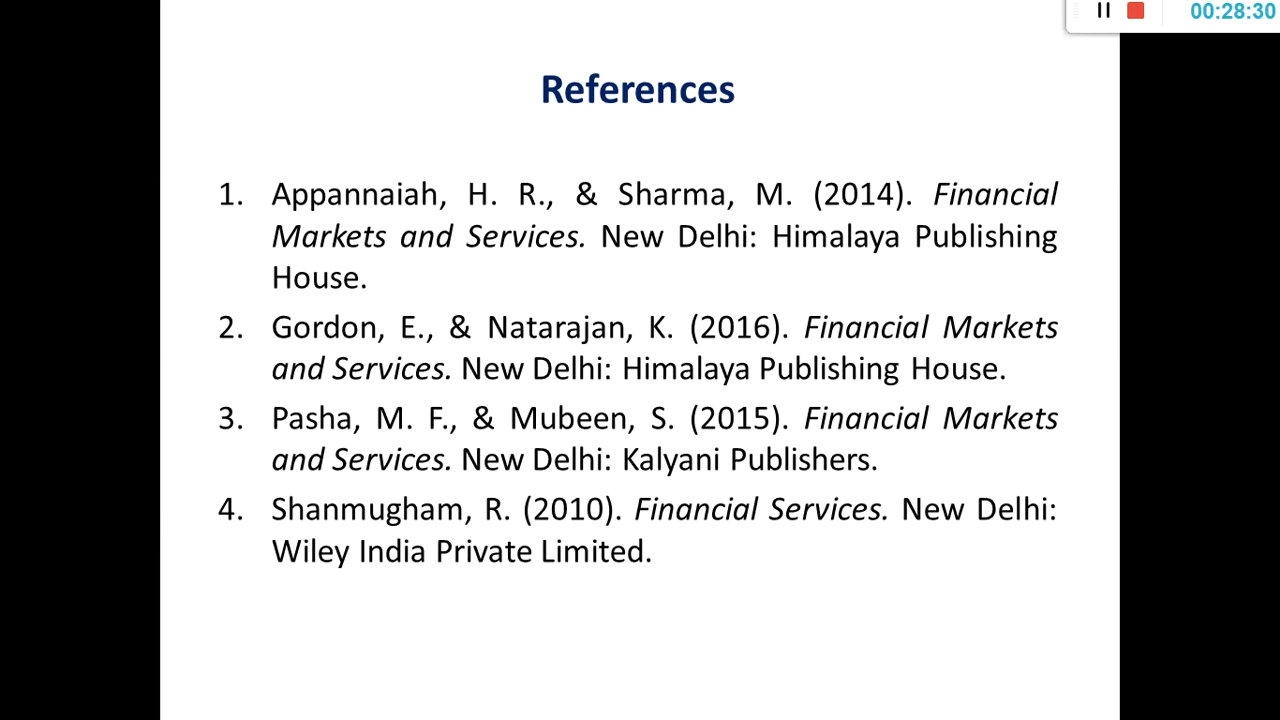 00:28:30
References
1. Appannaiah, H. R., & Sharma, M. (2014). Financial
Markets and Services. New Delhi: Himalaya Publishing
House.
2. Gordon, E., & Natarajan, K. (2016). Financial Markets
and Services. New Delhi: Himalaya Publishing House.
3. Pasha, M. F., & Mubeen, S. (2015). Financial Markets
and Services. New Delhi: Kalyani Publishers.
4. Shanmugham, R. (2010). Financial Services. New Delhi:
Wiley India Private Limited.